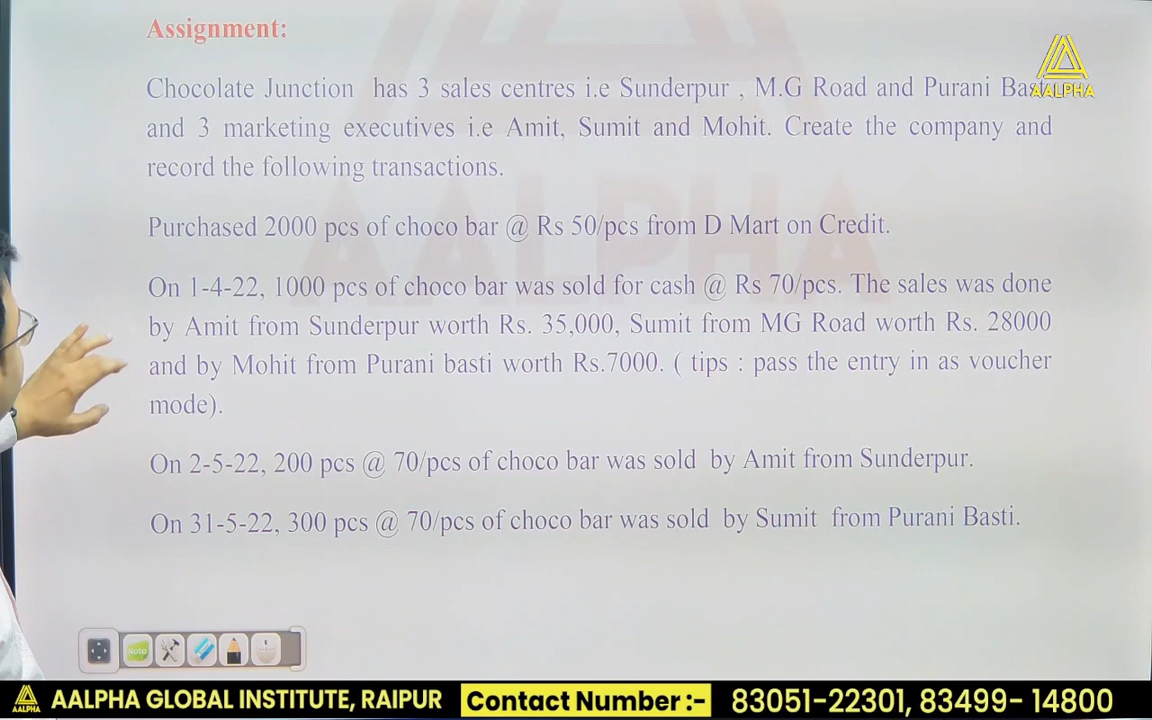 Assignment:
Chocolate Junction has 3 sales centres i.e Sunderpur , M.G Road and Purani
AALPHA
and 3 marketing executives i.e Amit, Sumit and Mohit. Create the company and
record the following transactions.
Purchased 2000 pcs of choco bar @ Rs 50/pcs from D Mart on Credit.
On 1-4-22, 1000 pcs of choco bar was sold for cash @ Rs 70/pcs. The sales was done
by Amit from Sunderpur worth Rs. 35,000, Sumit from MG Road worth Rs. 28000
and by Mohit from Purani basti worth Rs.7000. ( tips : pass the entry in as voucher
mode).
On 2-5-22, 200 pcs @ 70/pcs of choco bar was sold by Amit from Sunderpur.
On 31-5-22, 300 pcs @ 70/pcs of choco bar was sold by Sumit from Purani Basti.
Note
AALPHA GLOBAL INSTITUTE, RAIPUR Contact Number :- 83051-22301, 83499- 14800